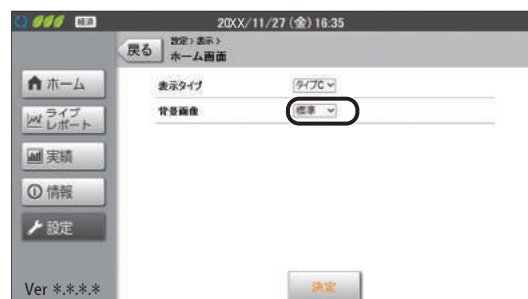 経済
20XX/11/27(金)16:35
戻る
設定> 表示>
ホーム画面
ホーム
ライブ
レポート
実績
情報
設定
表示タイプ
タイプC
背景画像
標準
決定
Ver *.*.*.*